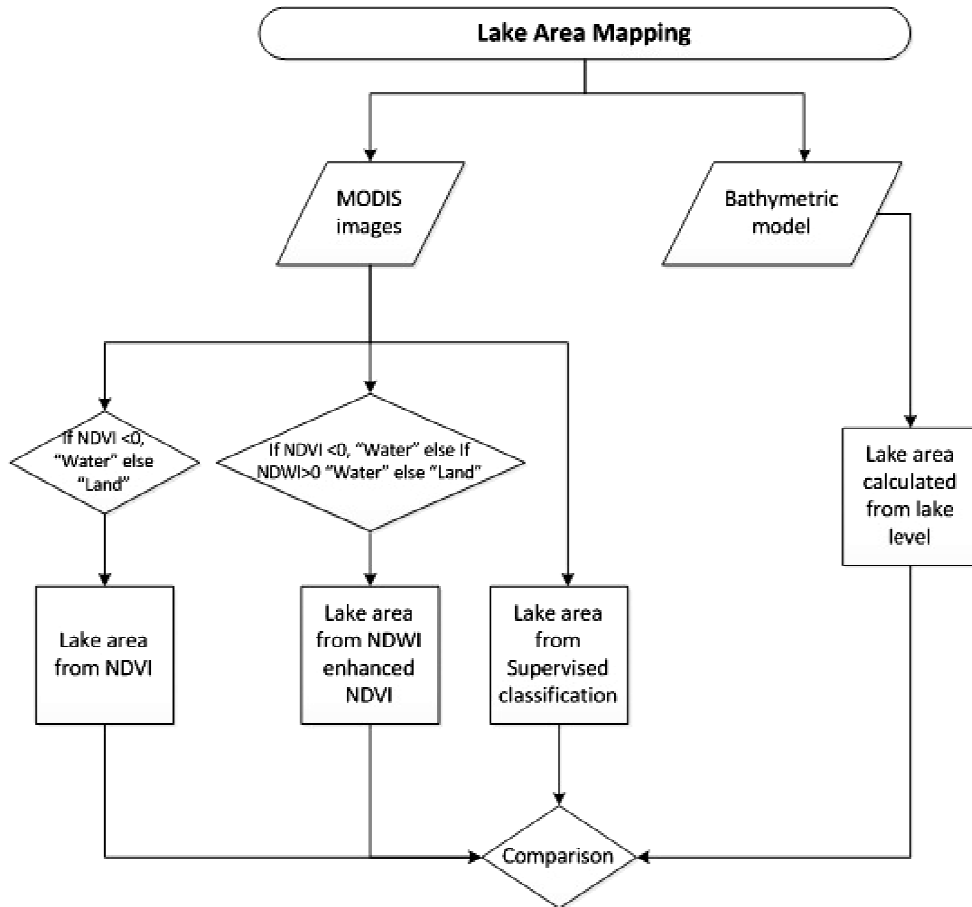 Lake Area Mapping
MODIS
images
Bathymetric
model
If NDVI <0,
“Water” else
“Land”
If NDVI <0, “Water” else If
NDWI>0 “Water” else “Land”
Lake area
calculated
from lake
level
Lake area
from NDVI
Lake area
from NDWI
enhanced
NDVI
Lake area
from
Supervised
classification
Comparison